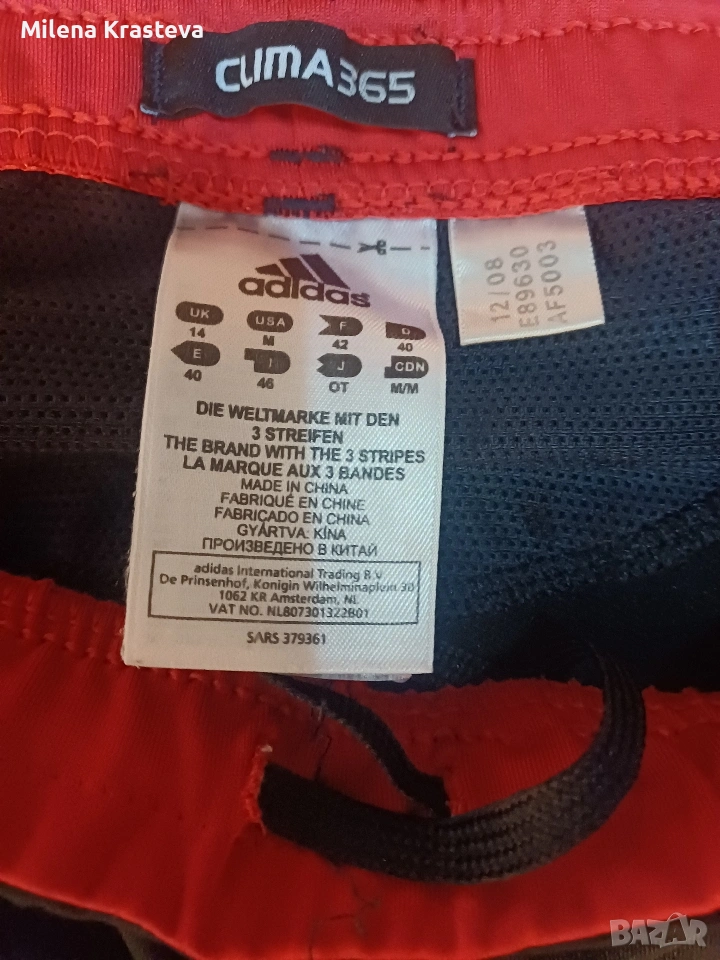 Milena Krasteva
CLIMA365
adidas
12/08
E89630
AF5003
UK USA F D
14 M 42 40
E I J CDN
40 46 OT M/M
DIE WELTMARKE MIT DEN
3 STREIFEN
THE BRAND WITH THE 3 STRIPES
LA MARQUE AUX 3 BANDES
MADE IN CHINA
FABRIQUÉ EN CHINE
FABRICADO EN CHINA
GYÁRTVA: KÍNA
ПРОИЗВЕДЕНО В КИТАЙ
adidas International Trading B.V
De Prinsenhof, Konigin Wilhelminaplein 30
1062 KR Amsterdam, NL
VAT NO. NL807301322B01
SARS 379361
BAZAR